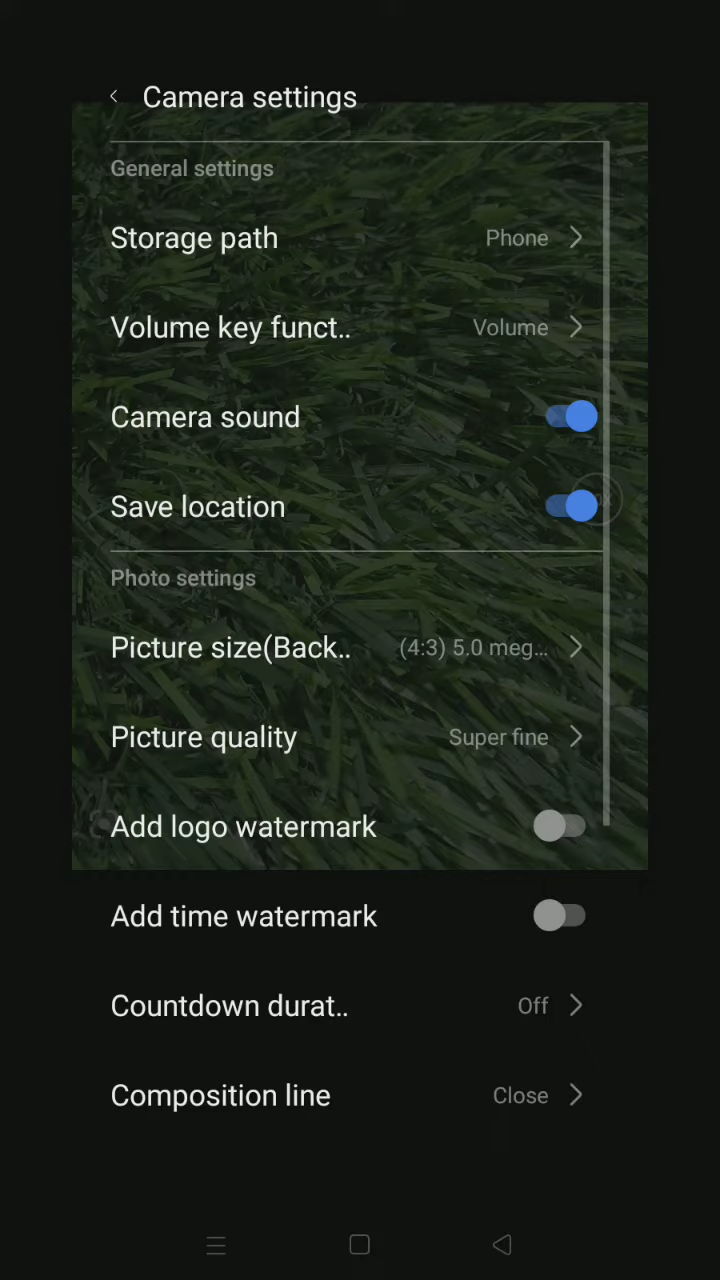 Camera settings
General settings
Storage path Phone
Volume key funct.. Volume
Camera sound
Save location
Photo settings
Picture size(Back.. (4:3) 5.0 meg...
Picture quality Super fine
Add logo watermark
Add time watermark
Countdown durat.. Off
Composition line Close